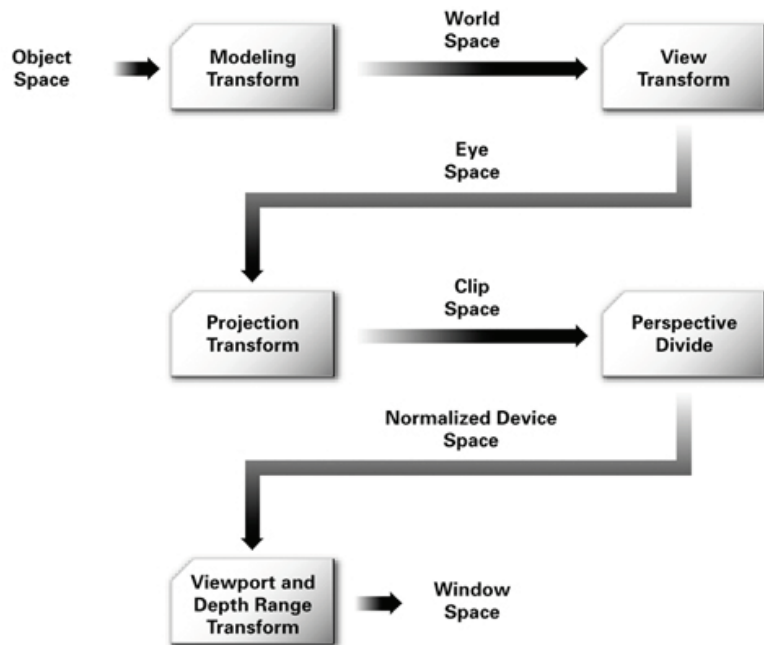 Object
Space
Modeling
Transform
World
Space
View
Transform
Eye
Space
Projection
Transform
Clip
Space
Perspective
Divide
Normalized Device
Space
Viewport and
Depth Range
Transform
Window
Space